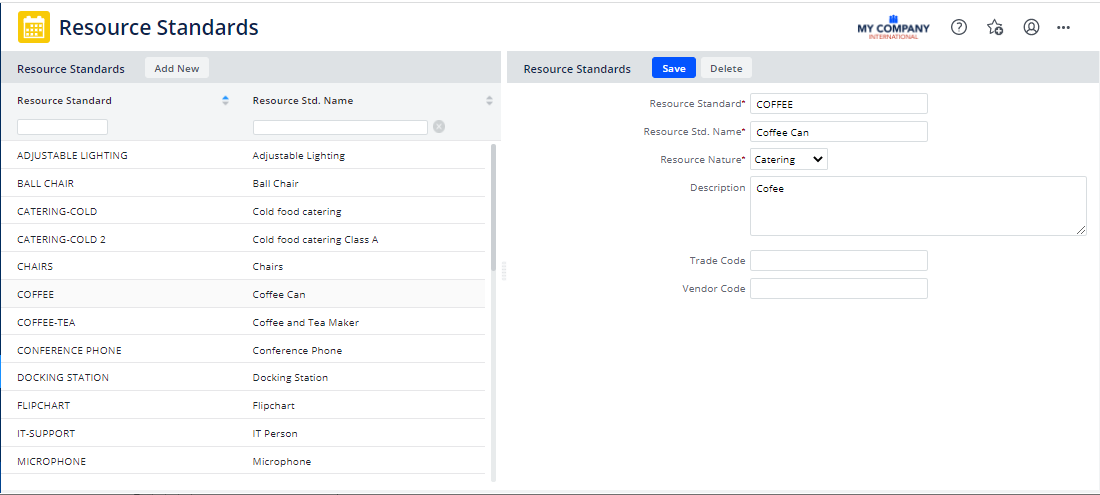 Resource Standards
MY COMPANY
INTERNATIONAL
Resource Standards Add New
Resource Standard Resource Std. Name
ADJUSTABLE LIGHTING Adjustable Lighting
BALL CHAIR Ball Chair
CATERING-COLD Cold food catering
CATERING-COLD 2 Cold food catering Class A
CHAIRS Chairs
COFFEE Coffee Can
COFFEE-TEA Coffee and Tea Maker
CONFERENCE PHONE Conference Phone
DOCKING STATION Docking Station
FLIPCHART Flipchart
IT-SUPPORT IT Person
MICROPHONE Microphone
Resource Standards Save Delete
Resource Standard* COFFEE
Resource Std. Name* Coffee Can
Resource Nature* Catering
Description Cofee
Trade Code
Vendor Code